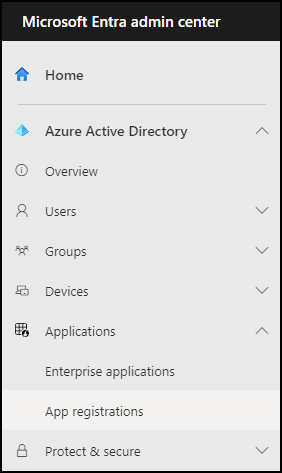 Microsoft Entra admin center
Home
Azure Active Directory
Overview
Users
Groups
Devices
Applications
Enterprise applications
App registrations
Protect & secure